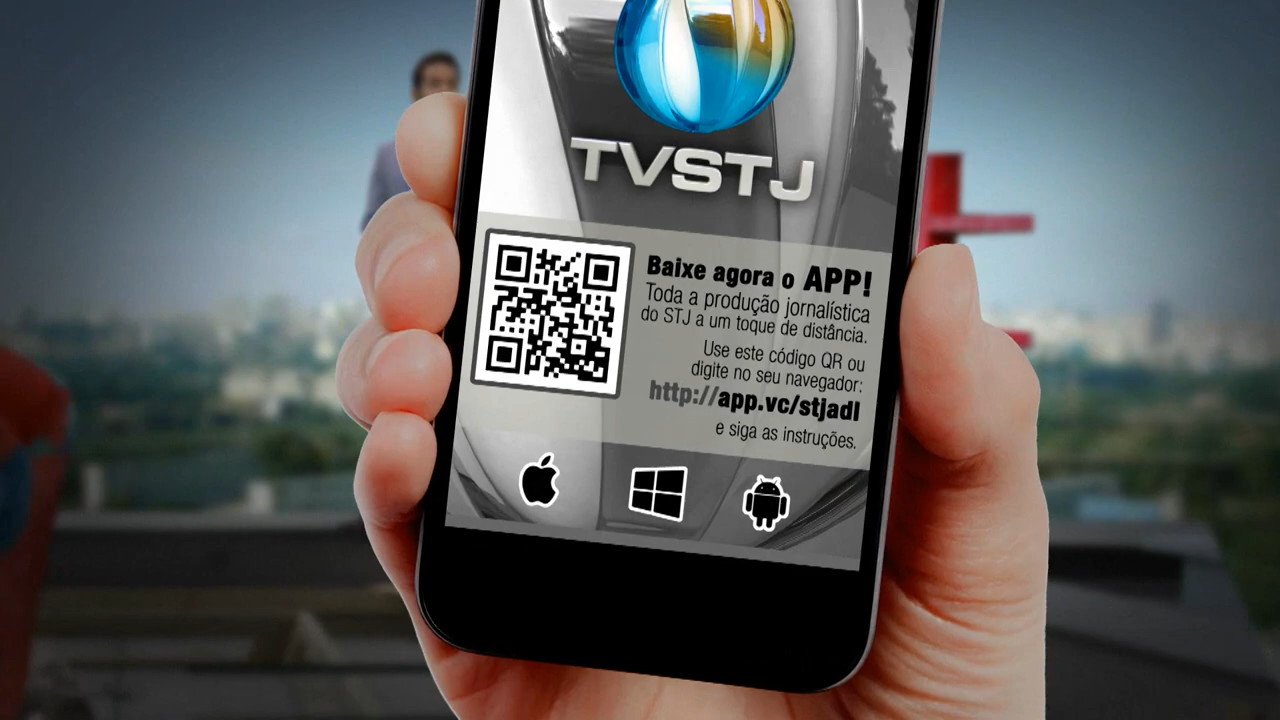 TVSTJ
Baixe agora o APP!
Toda a produção jornalística
do STJ a um toque de distância.
Use este código QR ou
digite no seu navegador:
http://app.vc/stjadl
e siga as instruções.